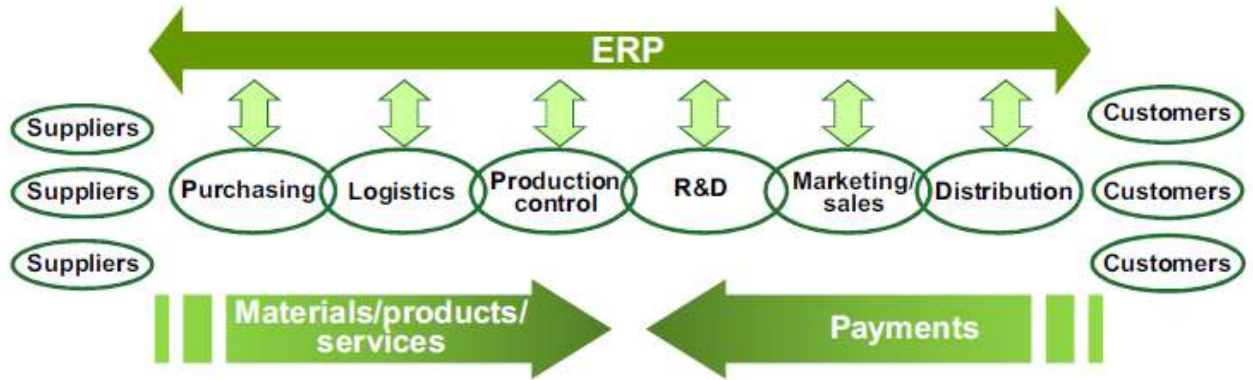 ERP
Suppliers
Suppliers
Suppliers
Purchasing
Logistics
Production
control
R&D
Marketing/
sales
Distribution
Customers
Customers
Customers
Materials/products/
services
Payments